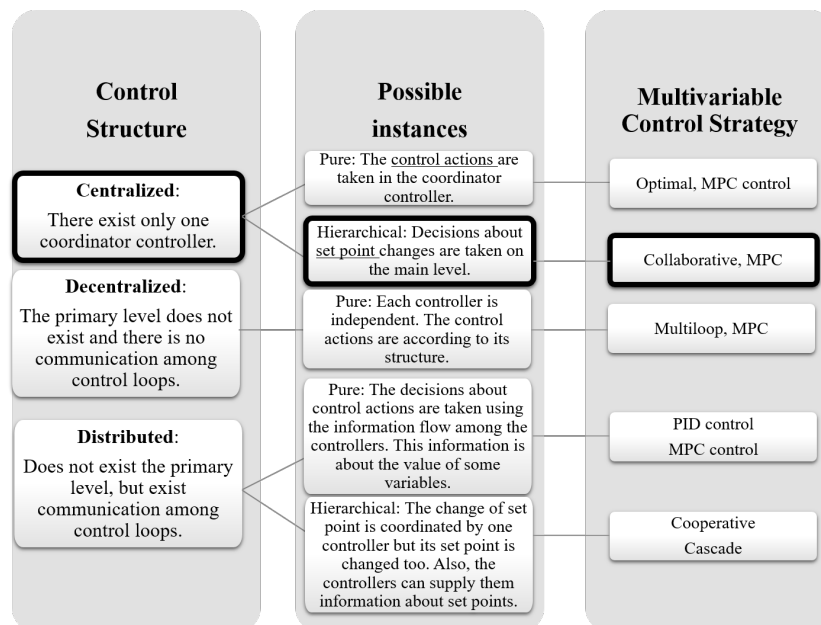 Control
Structure
Centralized:
There exist only one
coordinator controller.
Decentralized:
The primary level does not
exist and there is no
communication among
control loops.
Distributed:
Does not exist the primary
level, but exist
communication among
control loops.
Possible
instances
Pure: The control actions are
taken in the coordinator
controller.
Hierarchical: Decisions about
set point changes are taken on
the main level.
Pure: Each controller is
independent. The control
actions are according to its
structure.
Pure: The decisions about
control actions are taken using
the information flow among the
controllers. This information is
about the value of some
variables.
Hierarchical: The change of set
point is coordinated by one
controller but its set point is
changed too. Also, the
controllers can supply them
information about set points.
Multivariable
Control Strategy
Optimal, MPC control
Collaborative, MPC
Multiloop, MPC
PID control
MPC control
Cooperative
Cascade